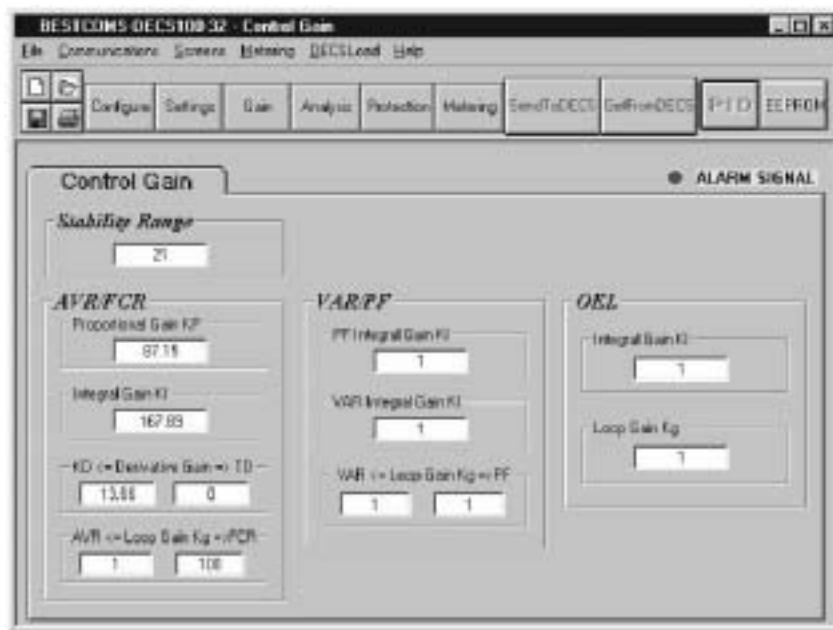 BESTCOMS-DECS100-32 - Control Gain
File Communications Screens Metering DECSLoad Help
Configure Settings Gain Analysis Protection Metering SendToDECS GetFromDECS PID EEPROM
Control Gain
ALARM SIGNAL
Stability Range
21
AVR/FCR
Proportional Gain KP
87.15
Integral Gain KI
167.89
KD <= Derivative Gain => TD
0
AVR <= Loop Gain Kg => FCR
1 100
VAR/PF
PF Integral Gain KI
1
VAR Integral Gain KI
1
VAR <= Loop Gain Kg => PF
1 1
OEL
Integral Gain KI
1
Loop Gain Kg
1